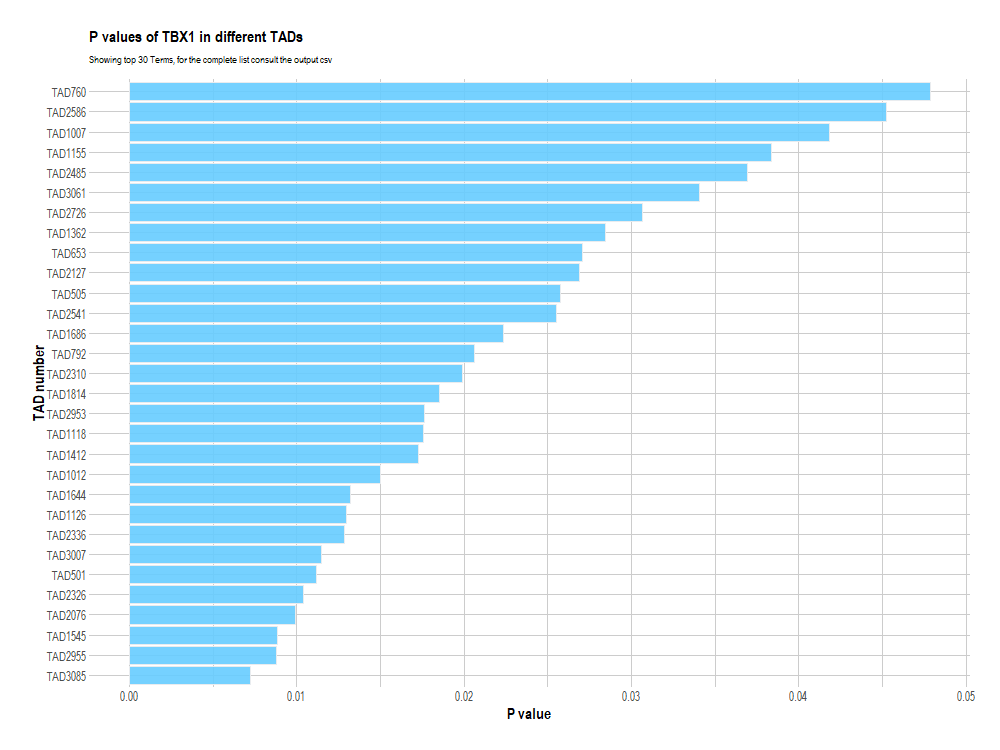 P values of TBX1 in different TADs
Showing top 30 Terms, for the complete list consult the output csv
TAD number
TAD760
TAD2586
TAD1007
TAD1155
TAD2485
TAD3061
TAD2726
TAD1362
TAD653
TAD2127
TAD505
TAD2541
TAD1686
TAD792
TAD2310
TAD1814
TAD2953
TAD1118
TAD1412
TAD1012
TAD1644
TAD1126
TAD2336
TAD3007
TAD501
TAD2326
TAD2076
TAD1545
TAD2955
TAD3085
0.00 0.01 0.02 0.03 0.04 0.05
P value